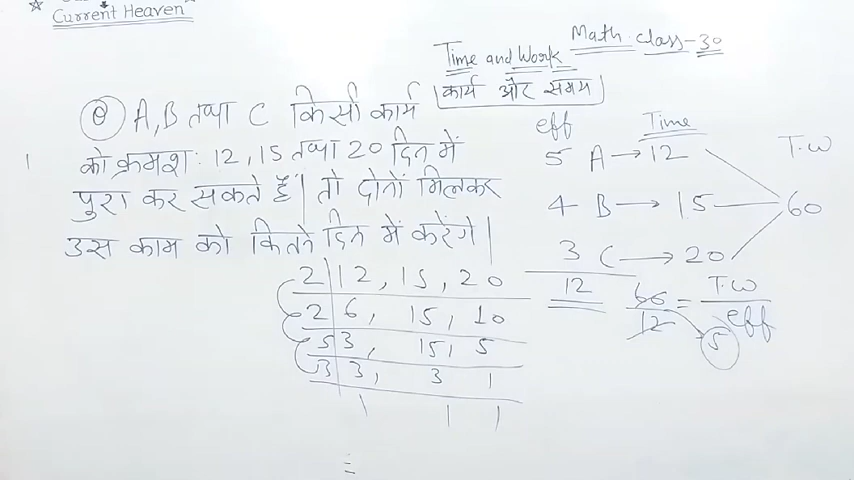 Current Heaven
Math class-30
Time and Work
कार्य और समय
Q A, B तथा C किसी कार्य
को क्रमश: 12, 15 तथा 20 दिन में
पुरा कर सकते हैं| तो दोनों मिलकर
उस काम को कितने दिन में करेंगे|
eff Time T.W
5 A → 12
4 B → 15 60
3 C → 20
12
60/12 = T.W/eff
5
2 | 12, 15, 20
2 | 6, 15, 10
5 | 3, 15, 5
3 | 3, 3 1
1 1 1